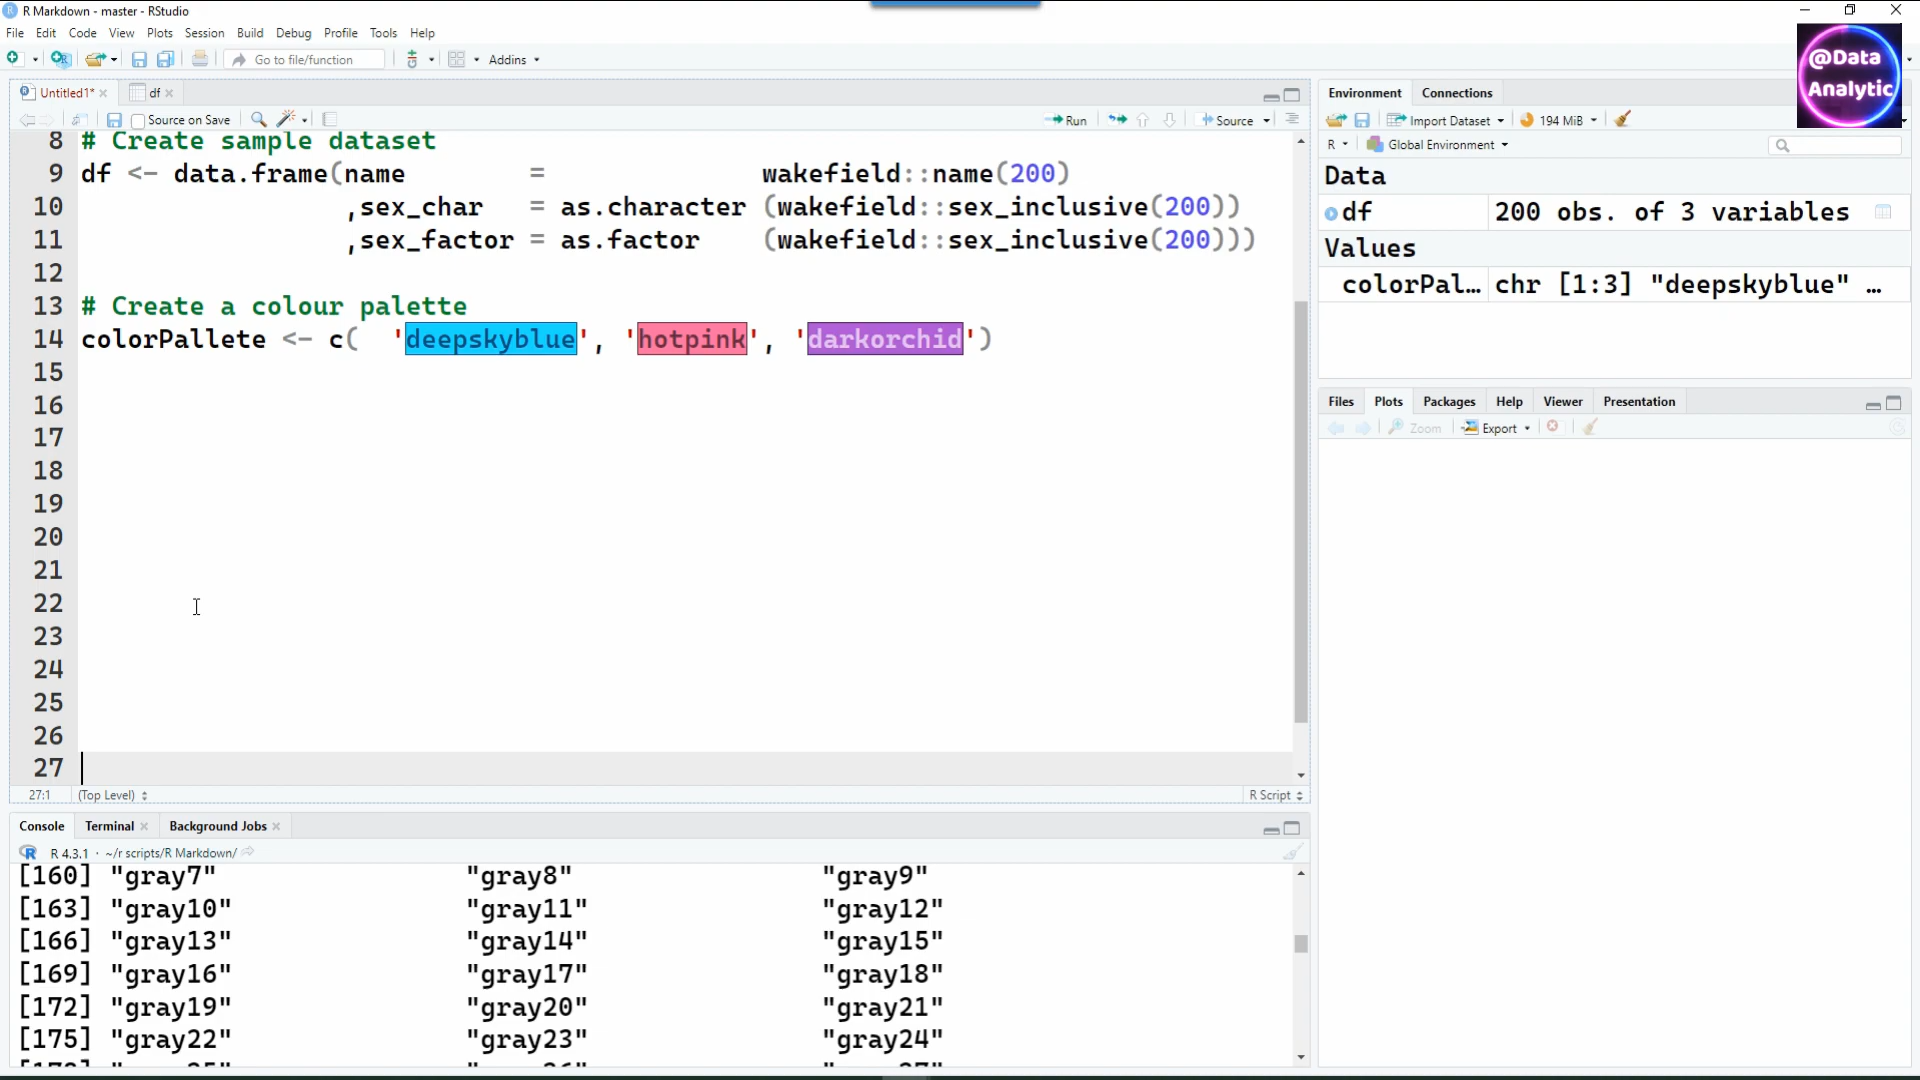 R Markdown - master - RStudio
File Edit Code View Plots Session Build Debug Profile Tools Help
Go to file/function Addins
@Data
Analytic
Untitled1* df
Source on Save Run Source
8 # Create sample dataset
9 df <- data.frame(name = wakefield::name(200)
10 ,sex_char = as.character (wakefield::sex_inclusive(200))
11 ,sex_factor = as.factor (wakefield::sex_inclusive(200)))
12
13 # Create a colour palette
14 colorPallete <- c( 'deepskyblue', 'hotpink', 'darkorchid')
15
16
17
18
19
20
21
22
23
24
25
26
27
27:1 (Top Level) R Script
Console Terminal Background Jobs
R 4.3.1 · ~/r scripts/R Markdown/
[160] "gray7" "gray8" "gray9"
[163] "gray10" "gray11" "gray12"
[166] "gray13" "gray14" "gray15"
[169] "gray16" "gray17" "gray18"
[172] "gray19" "gray20" "gray21"
[175] "gray22" "gray23" "gray24"
Environment Connections
Import Dataset 194 MiB
R Global Environment
Data
df 200 obs. of 3 variables
Values
colorPal… chr [1:3] "deepskyblue" …
Files Plots Packages Help Viewer Presentation
Zoom Export